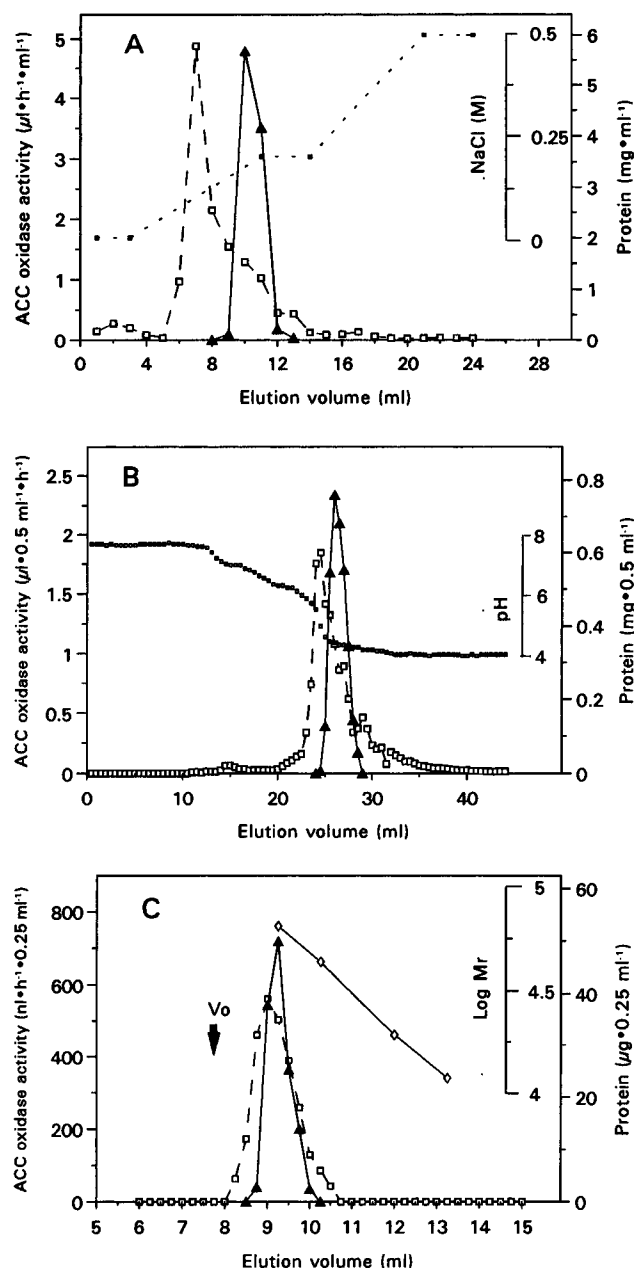 A
ACC oxidase activity (µl•h⁻¹•ml⁻¹)
5
4
3
2
1
0
0 4 8 12 16 20 24 28
Elution volume (ml)
NaCl (M)
0.5
0.25
0
Protein (mg•ml⁻¹)
6
5
4
3
2
1
0
B
ACC oxidase activity (µl•0.5 ml⁻¹•h⁻¹)
2.5
2
1.5
1
0.5
0
0 10 20 30 40
Elution volume (ml)
pH
8
6
4
Protein (mg•0.5 ml⁻¹)
0.8
0.6
0.4
0.2
0
C
Vo
ACC oxidase activity (nl•h⁻¹•0.25 ml⁻¹)
800
600
400
200
0
5 6 7 8 9 10 11 12 13 14 15
Elution volume (ml)
Log Mr
5
4.5
4
Protein (µg•0.25 ml⁻¹)
60
40
20
0